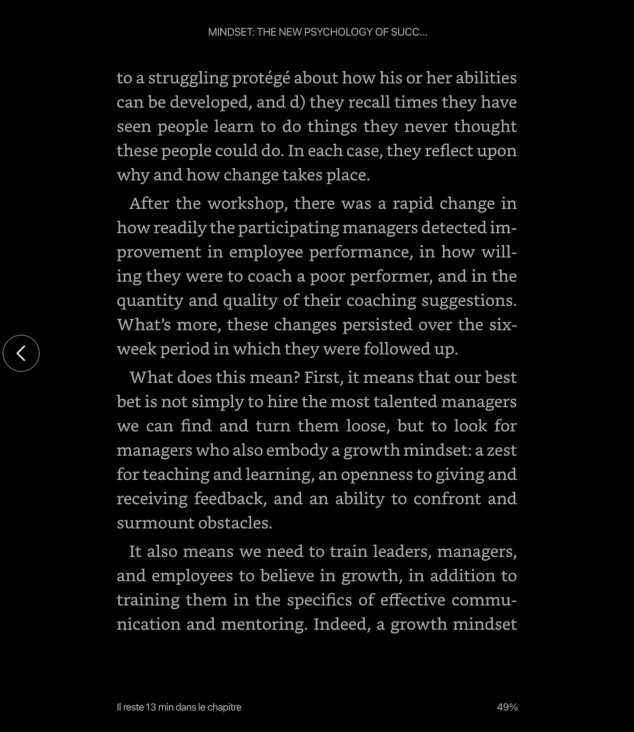 MINDSET: THE NEW PSYCHOLOGY OF SUCC...
to a struggling protégé about how his or her abilities
can be developed, and d) they recall times they have
seen people learn to do things they never thought
these people could do. In each case, they reflect upon
why and how change takes place.
After the workshop, there was a rapid change in
how readily the participating managers detected im-
provement in employee performance, in how will-
ing they were to coach a poor performer, and in the
quantity and quality of their coaching suggestions.
What’s more, these changes persisted over the six-
week period in which they were followed up.
What does this mean? First, it means that our best
bet is not simply to hire the most talented managers
we can find and turn them loose, but to look for
managers who also embody a growth mindset: a zest
for teaching and learning, an openness to giving and
receiving feedback, and an ability to confront and
surmount obstacles.
It also means we need to train leaders, managers,
and employees to believe in growth, in addition to
training them in the specifics of effective commu-
nication and mentoring. Indeed, a growth mindset
Il reste 13 min dans le chapitre
49%